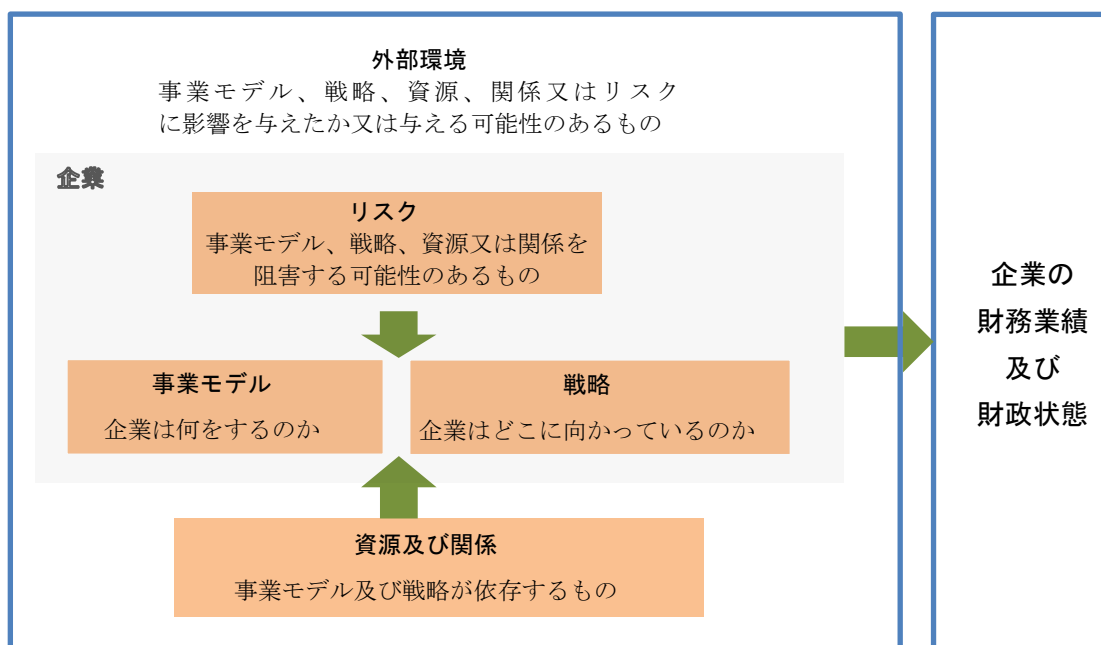 外部環境
事業モデル、戦略、資源、関係又はリスク
に影響を与えたか又は与える可能性のあるもの
企業
リスク
事業モデル、戦略、資源又は関係を
阻害する可能性のあるもの
事業モデル
企業は何をするのか
戦略
企業はどこに向かっているのか
資源及び関係
事業モデル及び戦略が依存するもの
企業の
財務業績
及び
財政状態